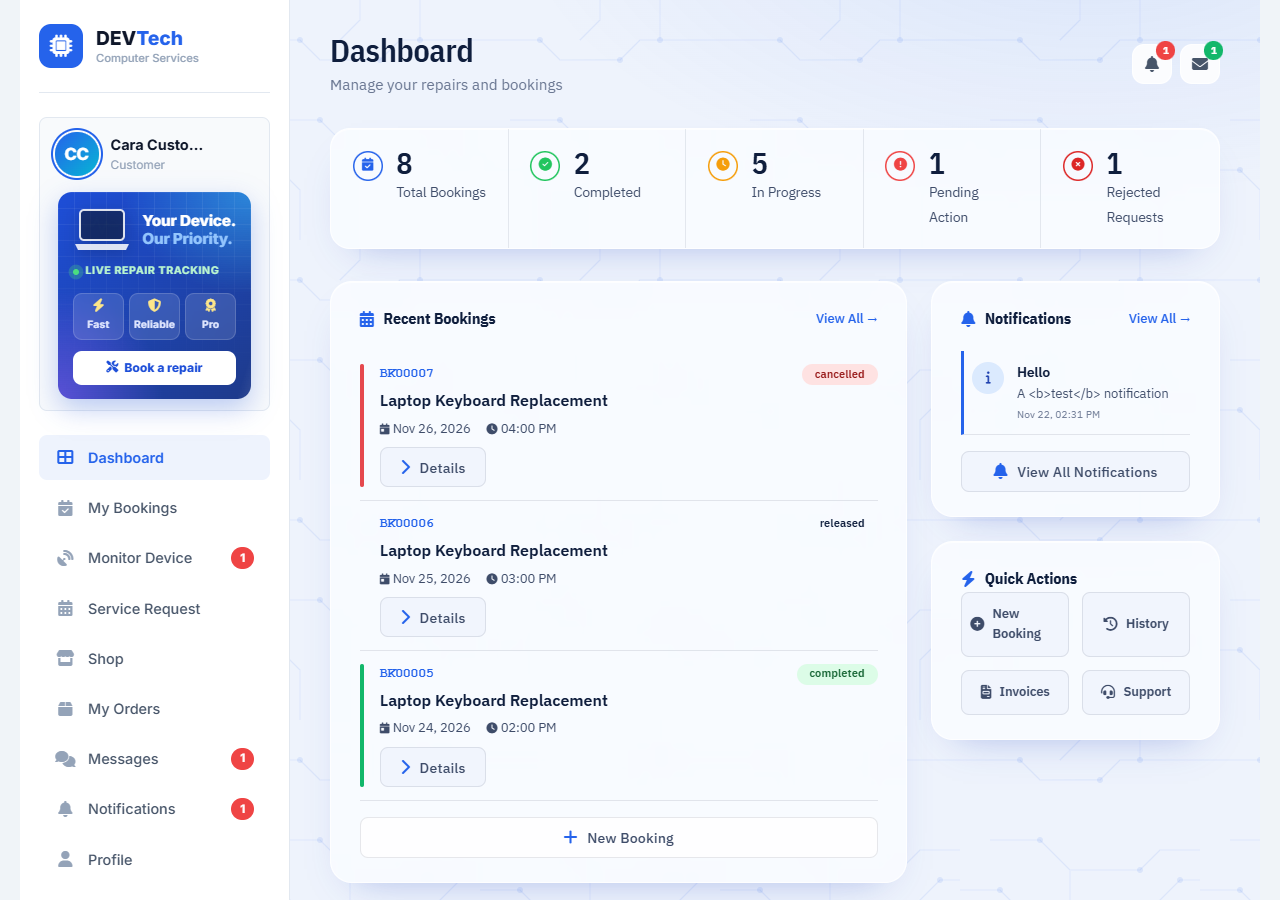 DEVTech
Computer Services
CC
Cara Custo...
Customer
Your Device.
Our Priority.
LIVE REPAIR TRACKING
Fast
Reliable
Pro
Book a repair
Dashboard
My Bookings
Monitor Device 1
Service Request
Shop
My Orders
Messages 1
Notifications 1
Profile
Dashboard
Manage your repairs and bookings
1
1
8
Total Bookings
2
Completed
5
In Progress
1
Pending
Action
1
Rejected
Requests
Recent Bookings
View All →
BK00007
cancelled
Laptop Keyboard Replacement
Nov 26, 2026 04:00 PM
Details
BK00006
released
Laptop Keyboard Replacement
Nov 25, 2026 03:00 PM
Details
BK00005
completed
Laptop Keyboard Replacement
Nov 24, 2026 02:00 PM
Details
New Booking
Notifications
View All →
Hello
A <b>test</b> notification
Nov 22, 02:31 PM
View All Notifications
Quick Actions
New
Booking
History
Invoices
Support